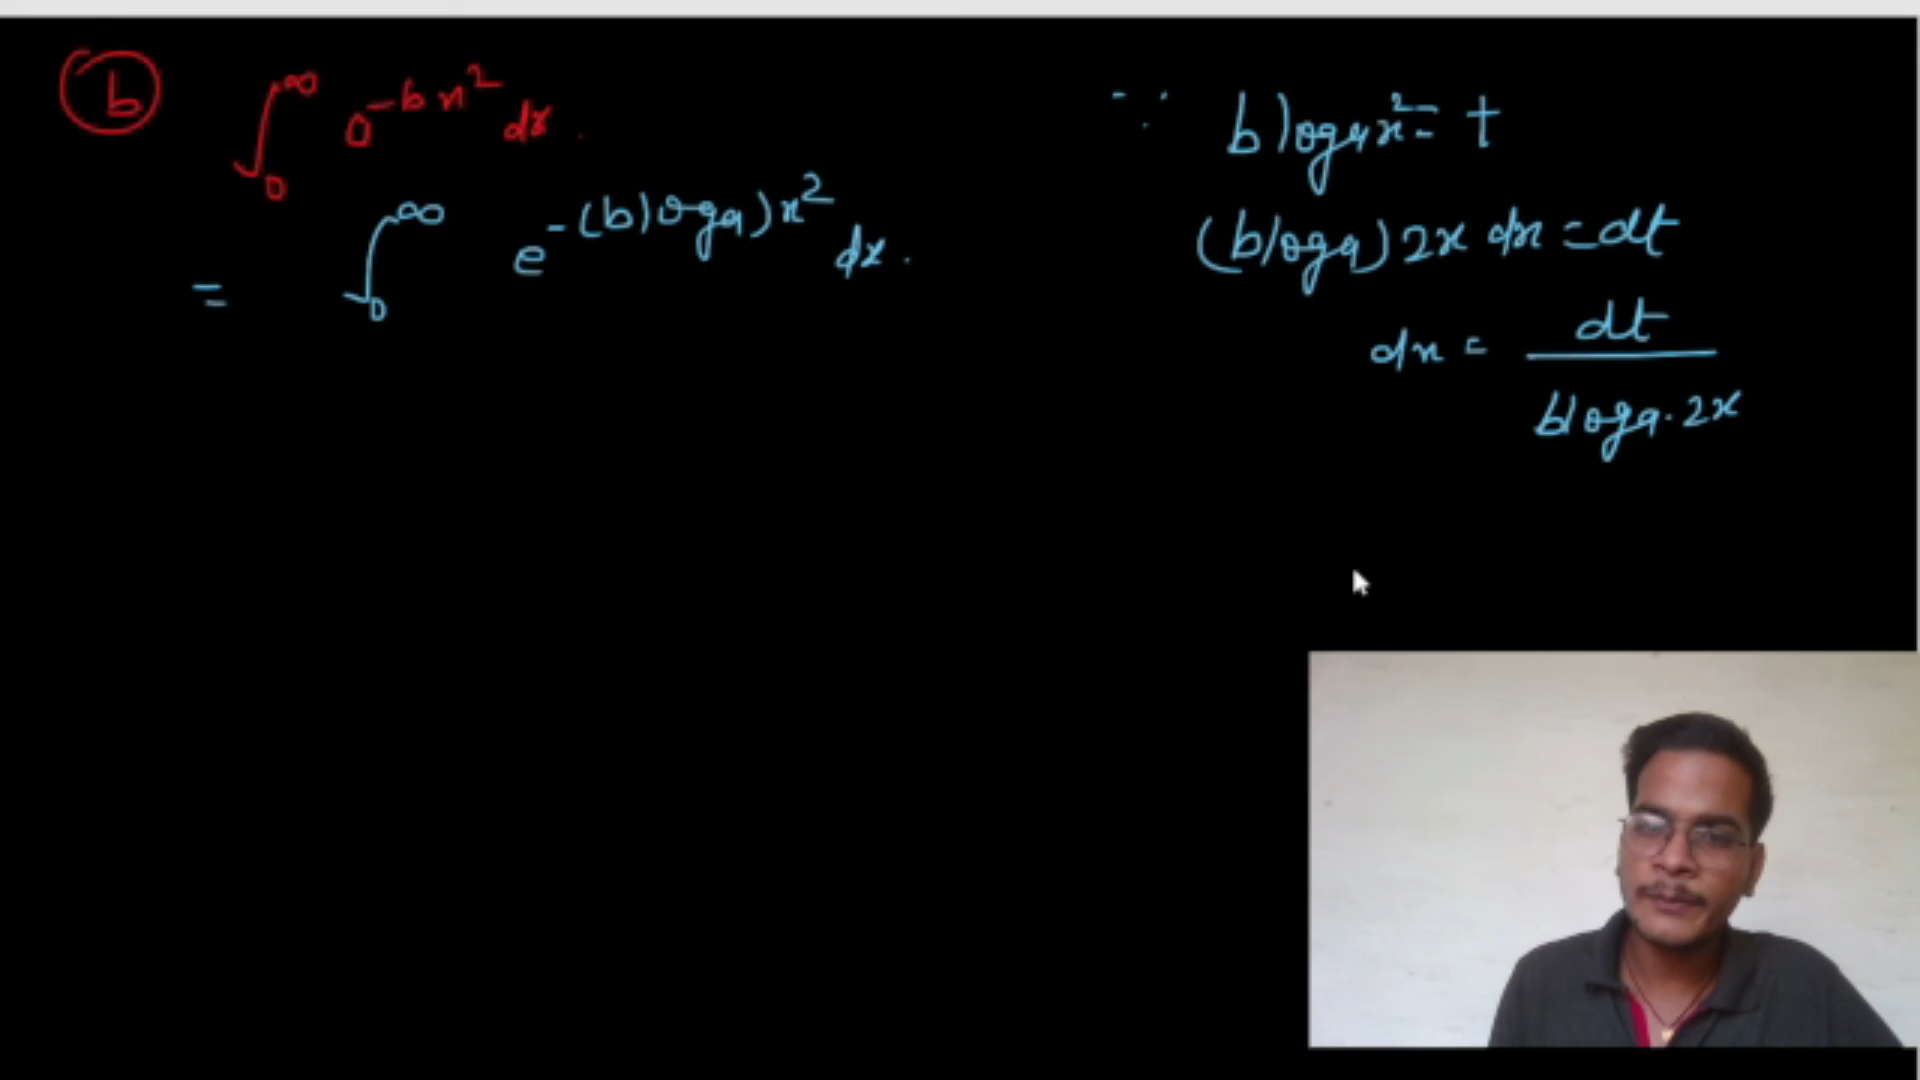 b ∫₀^∞ a^{-bx²} dx.
= ∫₀^∞ e^{-(b log a)x²} dx.
∵ b log a x² = t
(b log a) 2x dx = dt
dx = dt / b log a · 2x